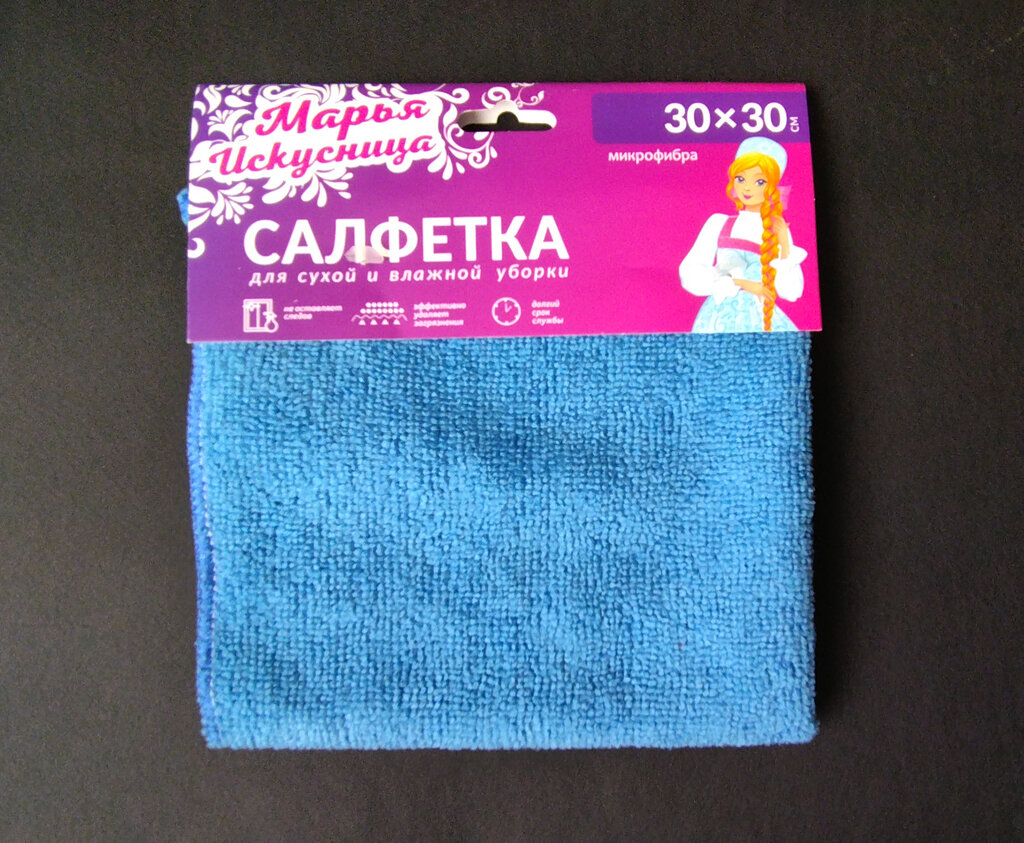 Марья
Искусница
30×30 см
микрофибра
САЛФЕТКА
для сухой и влажной уборки
не оставляет
следов
эффективно
удаляет
загрязнения
долгий
срок
службы